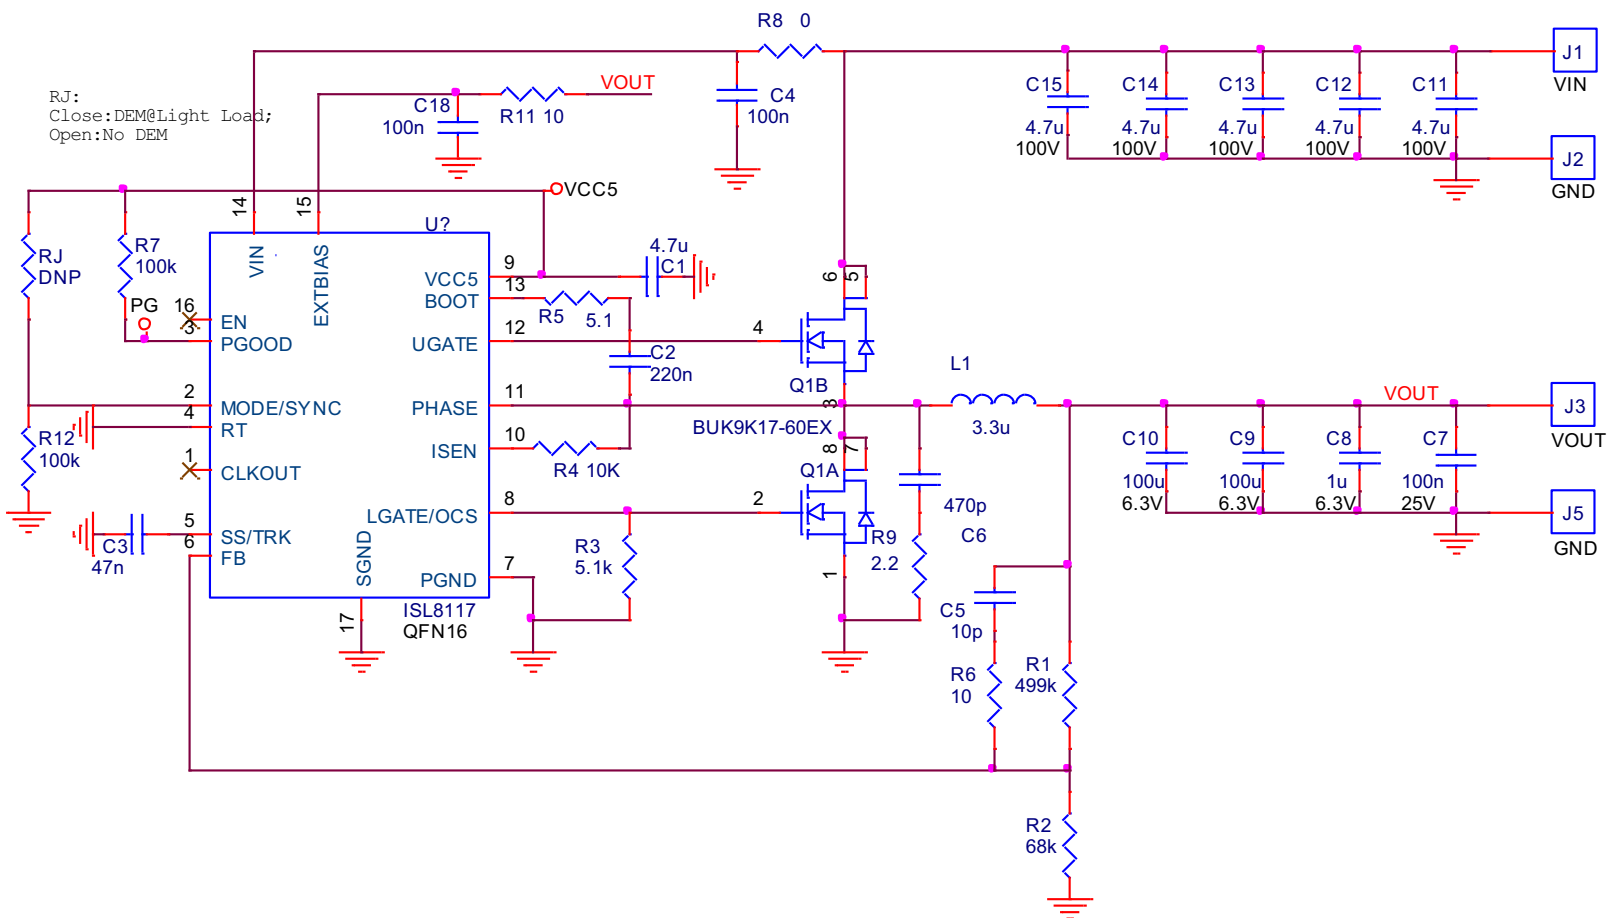 R8 0
J1
VIN
C15
4.7u
100V
C14
4.7u
100V
C13
4.7u
100V
C12
4.7u
100V
C11
4.7u
100V
J2
GND
RJ:
Close:DEM@Light Load;
Open:No DEM
C18
100n
R11 10
VOUT
C4
100n
VCC5
14
15
U?
RJ
DNP
R7
100k
PG
16
3
2
4
1
5
6
VIN
EXTBIAS
EN
PGOOD
MODE/SYNC
RT
CLKOUT
SS/TRK
FB
SGND
17
VCC5
BOOT
UGATE
PHASE
ISEN
LGATE/OCS
PGND
9
13
12
11
10
8
7
ISL8117
QFN16
R12
100k
C3
47n
4.7u
C1
R5 5.1
C2
220n
R4 10K
R3
5.1k
4
6
5
Q1B
3
BUK9K17-60EX
8
7
Q1A
2
1
L1
3.3u
470p
C6
R9
2.2
C5
10p
R6
10
R1
499k
R2
68k
VOUT
C10
100u
6.3V
C9
100u
6.3V
C8
1u
6.3V
C7
100n
25V
J3
VOUT
J5
GND